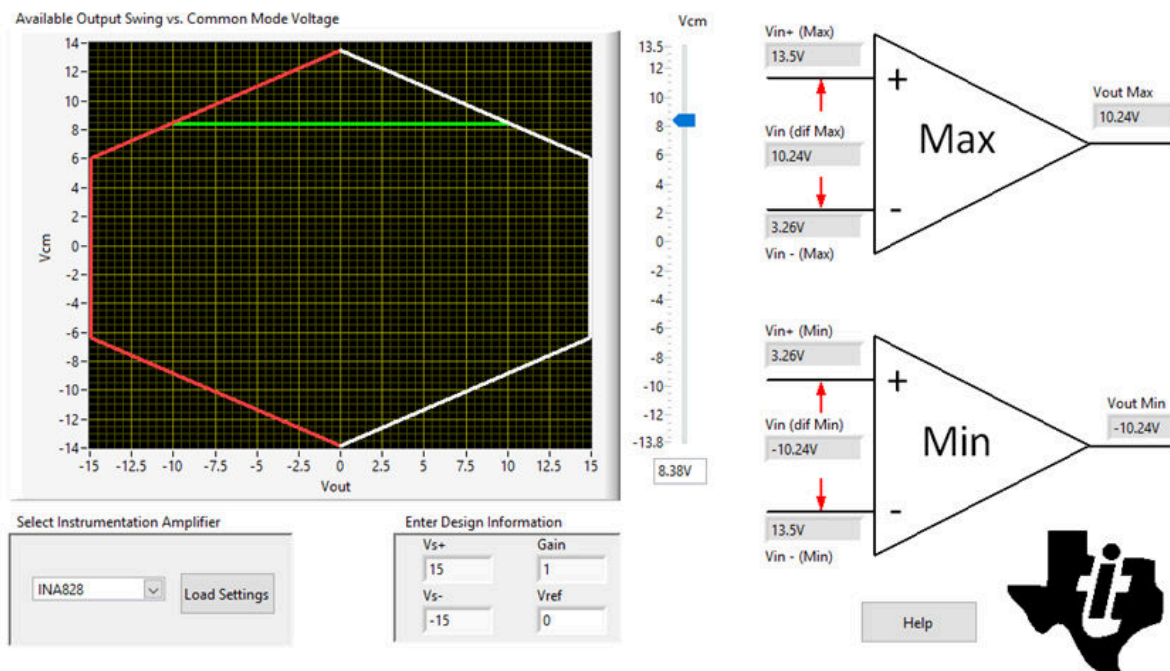 Available Output Swing vs. Common Mode Voltage
14
12
10
8
6
4
2
0
-2
-4
-6
-8
-10
-12
-14
Vcm
-15 -12.5 -10 -7.5 -5 -2.5 0 2.5 5 7.5 10 12.5 15
Vout
Vcm
13.5
12
10
8
6
4
2
0
-2
-4
-6
-8
-10
-12
-13.8
8.38V
Vin+ (Max)
13.5V
Vin (dif Max)
10.24V
3.26V
Vin - (Max)
+
-
Max
Vout Max
10.24V
Vin+ (Min)
3.26V
Vin (dif Min)
-10.24V
13.5V
Vin - (Min)
+
-
Min
Vout Min
-10.24V
Select Instrumentation Amplifier
INA828
Load Settings
Enter Design Information
Vs+ Gain
15 1
Vs- Vref
-15 0
Help
ti